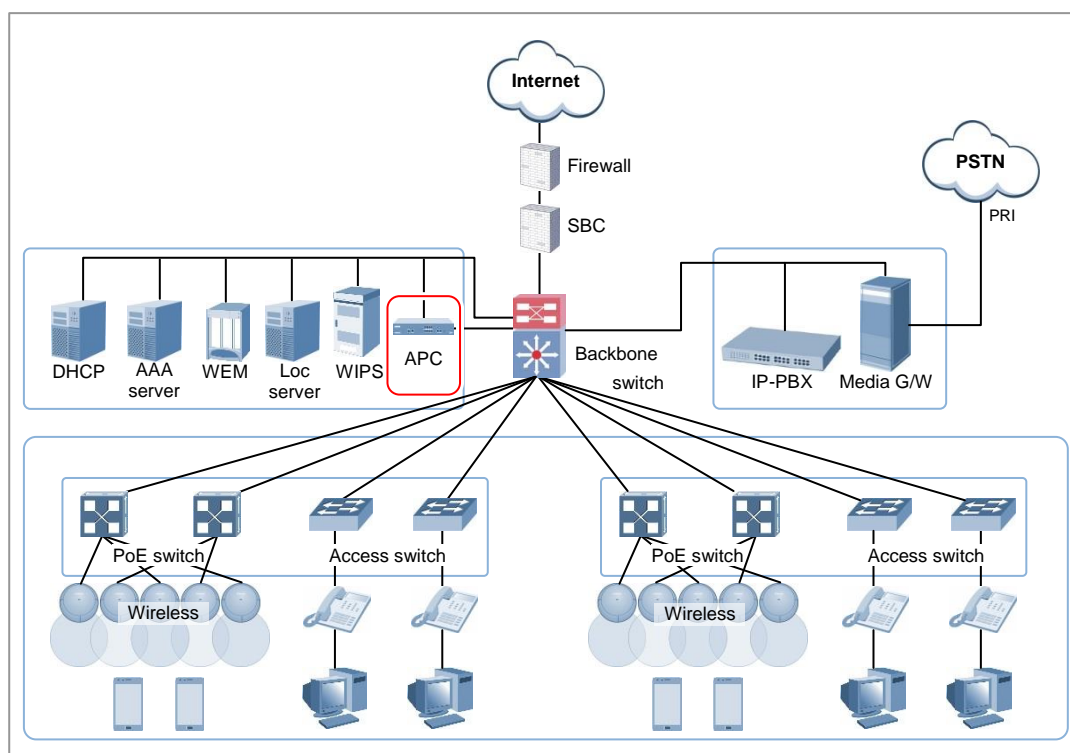 Internet
Firewall
PSTN
SBC
PRI
DHCP
AAA
server
WEM
Loc
server
WIPS
APC
Backbone
switch
IP-PBX
Media G/W
PoE switch
Access switch
PoE switch
Access switch
Wireless
Wireless